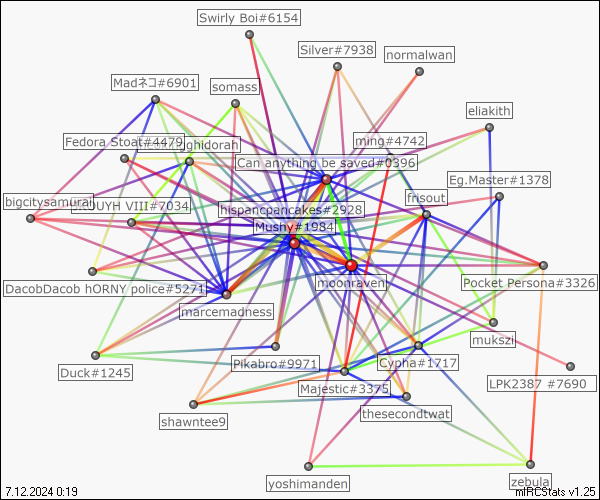 Swirly Boi#6154
Silver#7938
normalwan
Madネコ#6901
somass
eliakith
Fedora Stoat#4479
ghidorah
ming#4742
Can anything be saved#0396
Eg.Master#1378
bigcitysamurai
VIII#7034
hispancpancakes#2928
frisout
Mushy#1984
DacobDacob hORNY police#5271
moonraven
Pocket Persona#3326
marcemadness
mukszi
Duck#1245
Pikabro#9971
Cypha#1717
Majestic#3375
LPK2387 #7690
shawntee9
thesecondtwat
yoshimanden
zebula
7.12.2024 0:19
mIRCStats v1.25